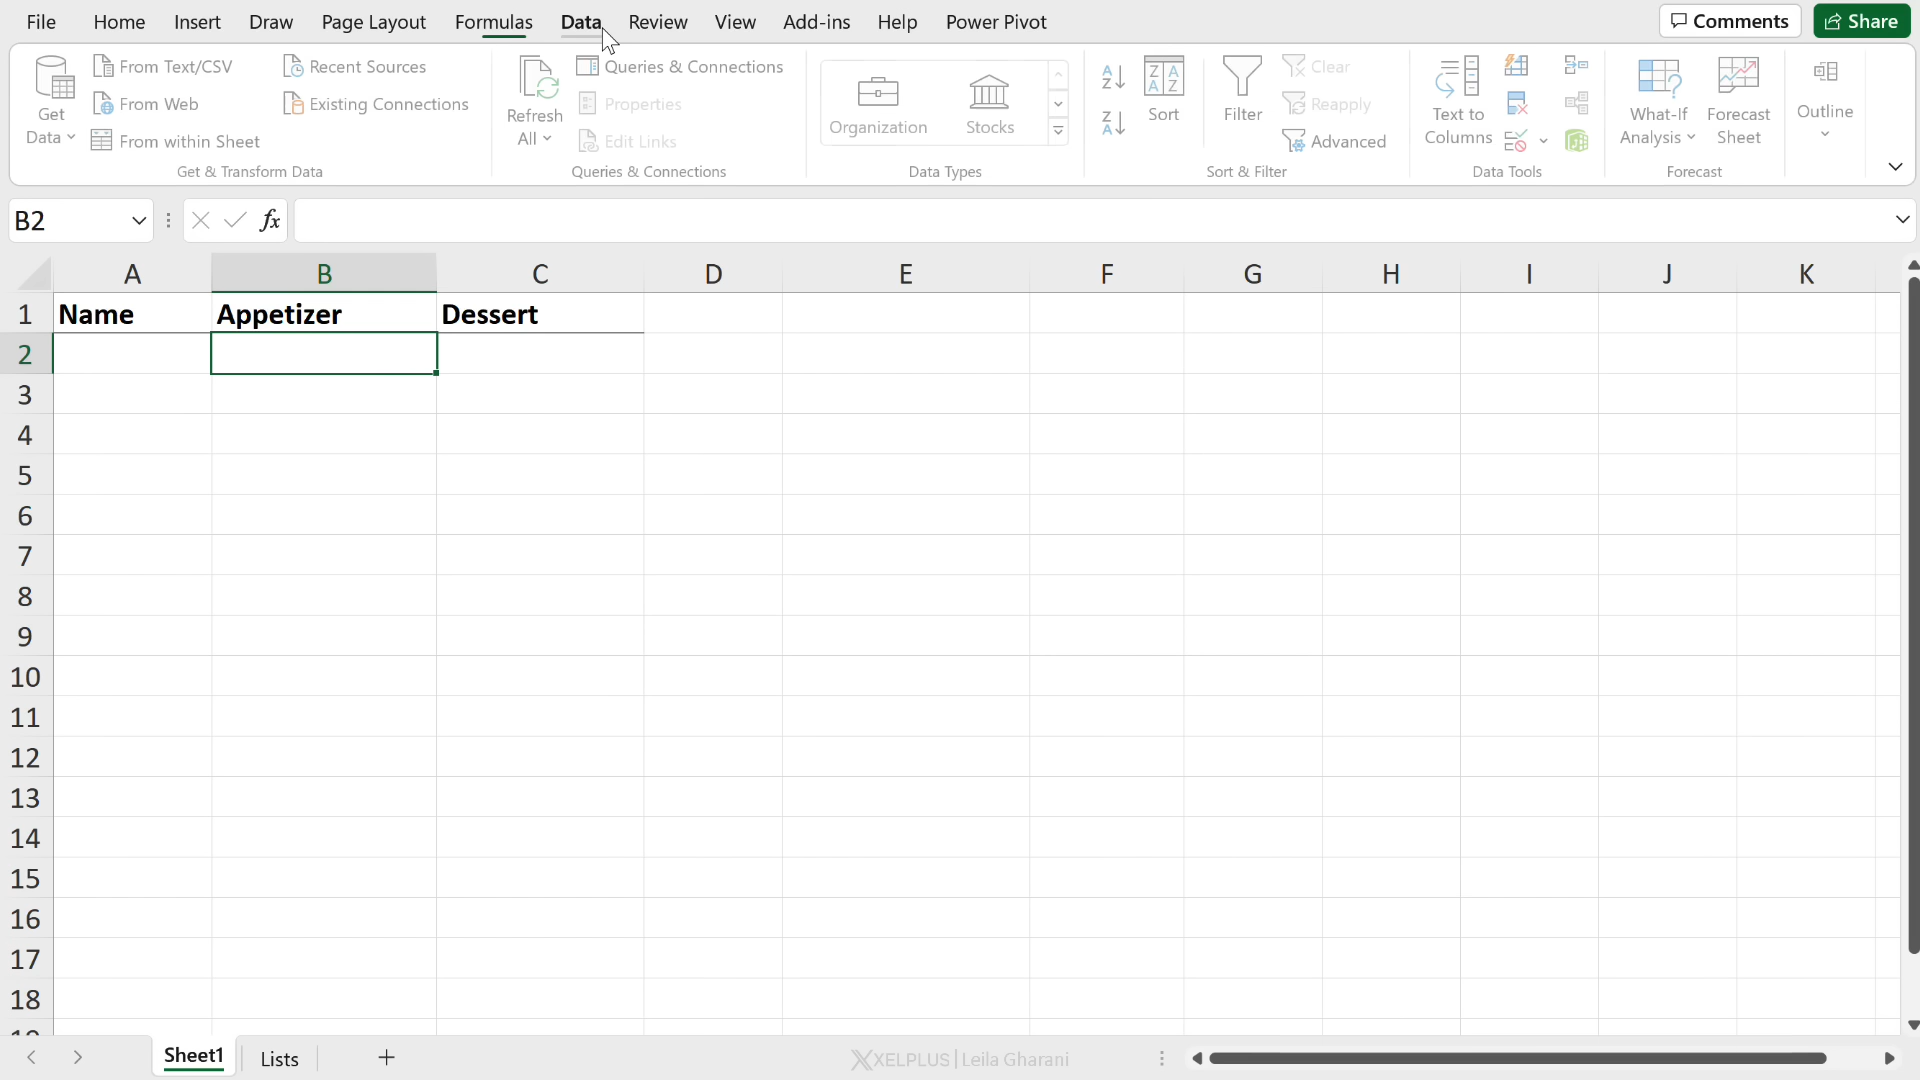 File Home Insert Draw Page Layout Formulas Data Review View Add-ins Help Power Pivot Comments Share
Get Data
From Text/CSV
From Web
From within Sheet
Recent Sources
Existing Connections
Get & Transform Data
Refresh All
Queries & Connections
Properties
Edit Links
Queries & Connections
Organization
Stocks
Data Types
A
Z
Z
A
Z A
A Z
Sort
Filter
Clear
Reapply
Advanced
Sort & Filter
Text to
Columns
Data Tools
What-If
Analysis
Forecast
Sheet
Forecast
Outline
B2
fx
A B C D E F G H I J K
1 Name Appetizer Dessert
2
3
4
5
6
7
8
9
10
11
12
13
14
15
16
17
18
Sheet1 Lists
XELPLUS | Leila Gharani